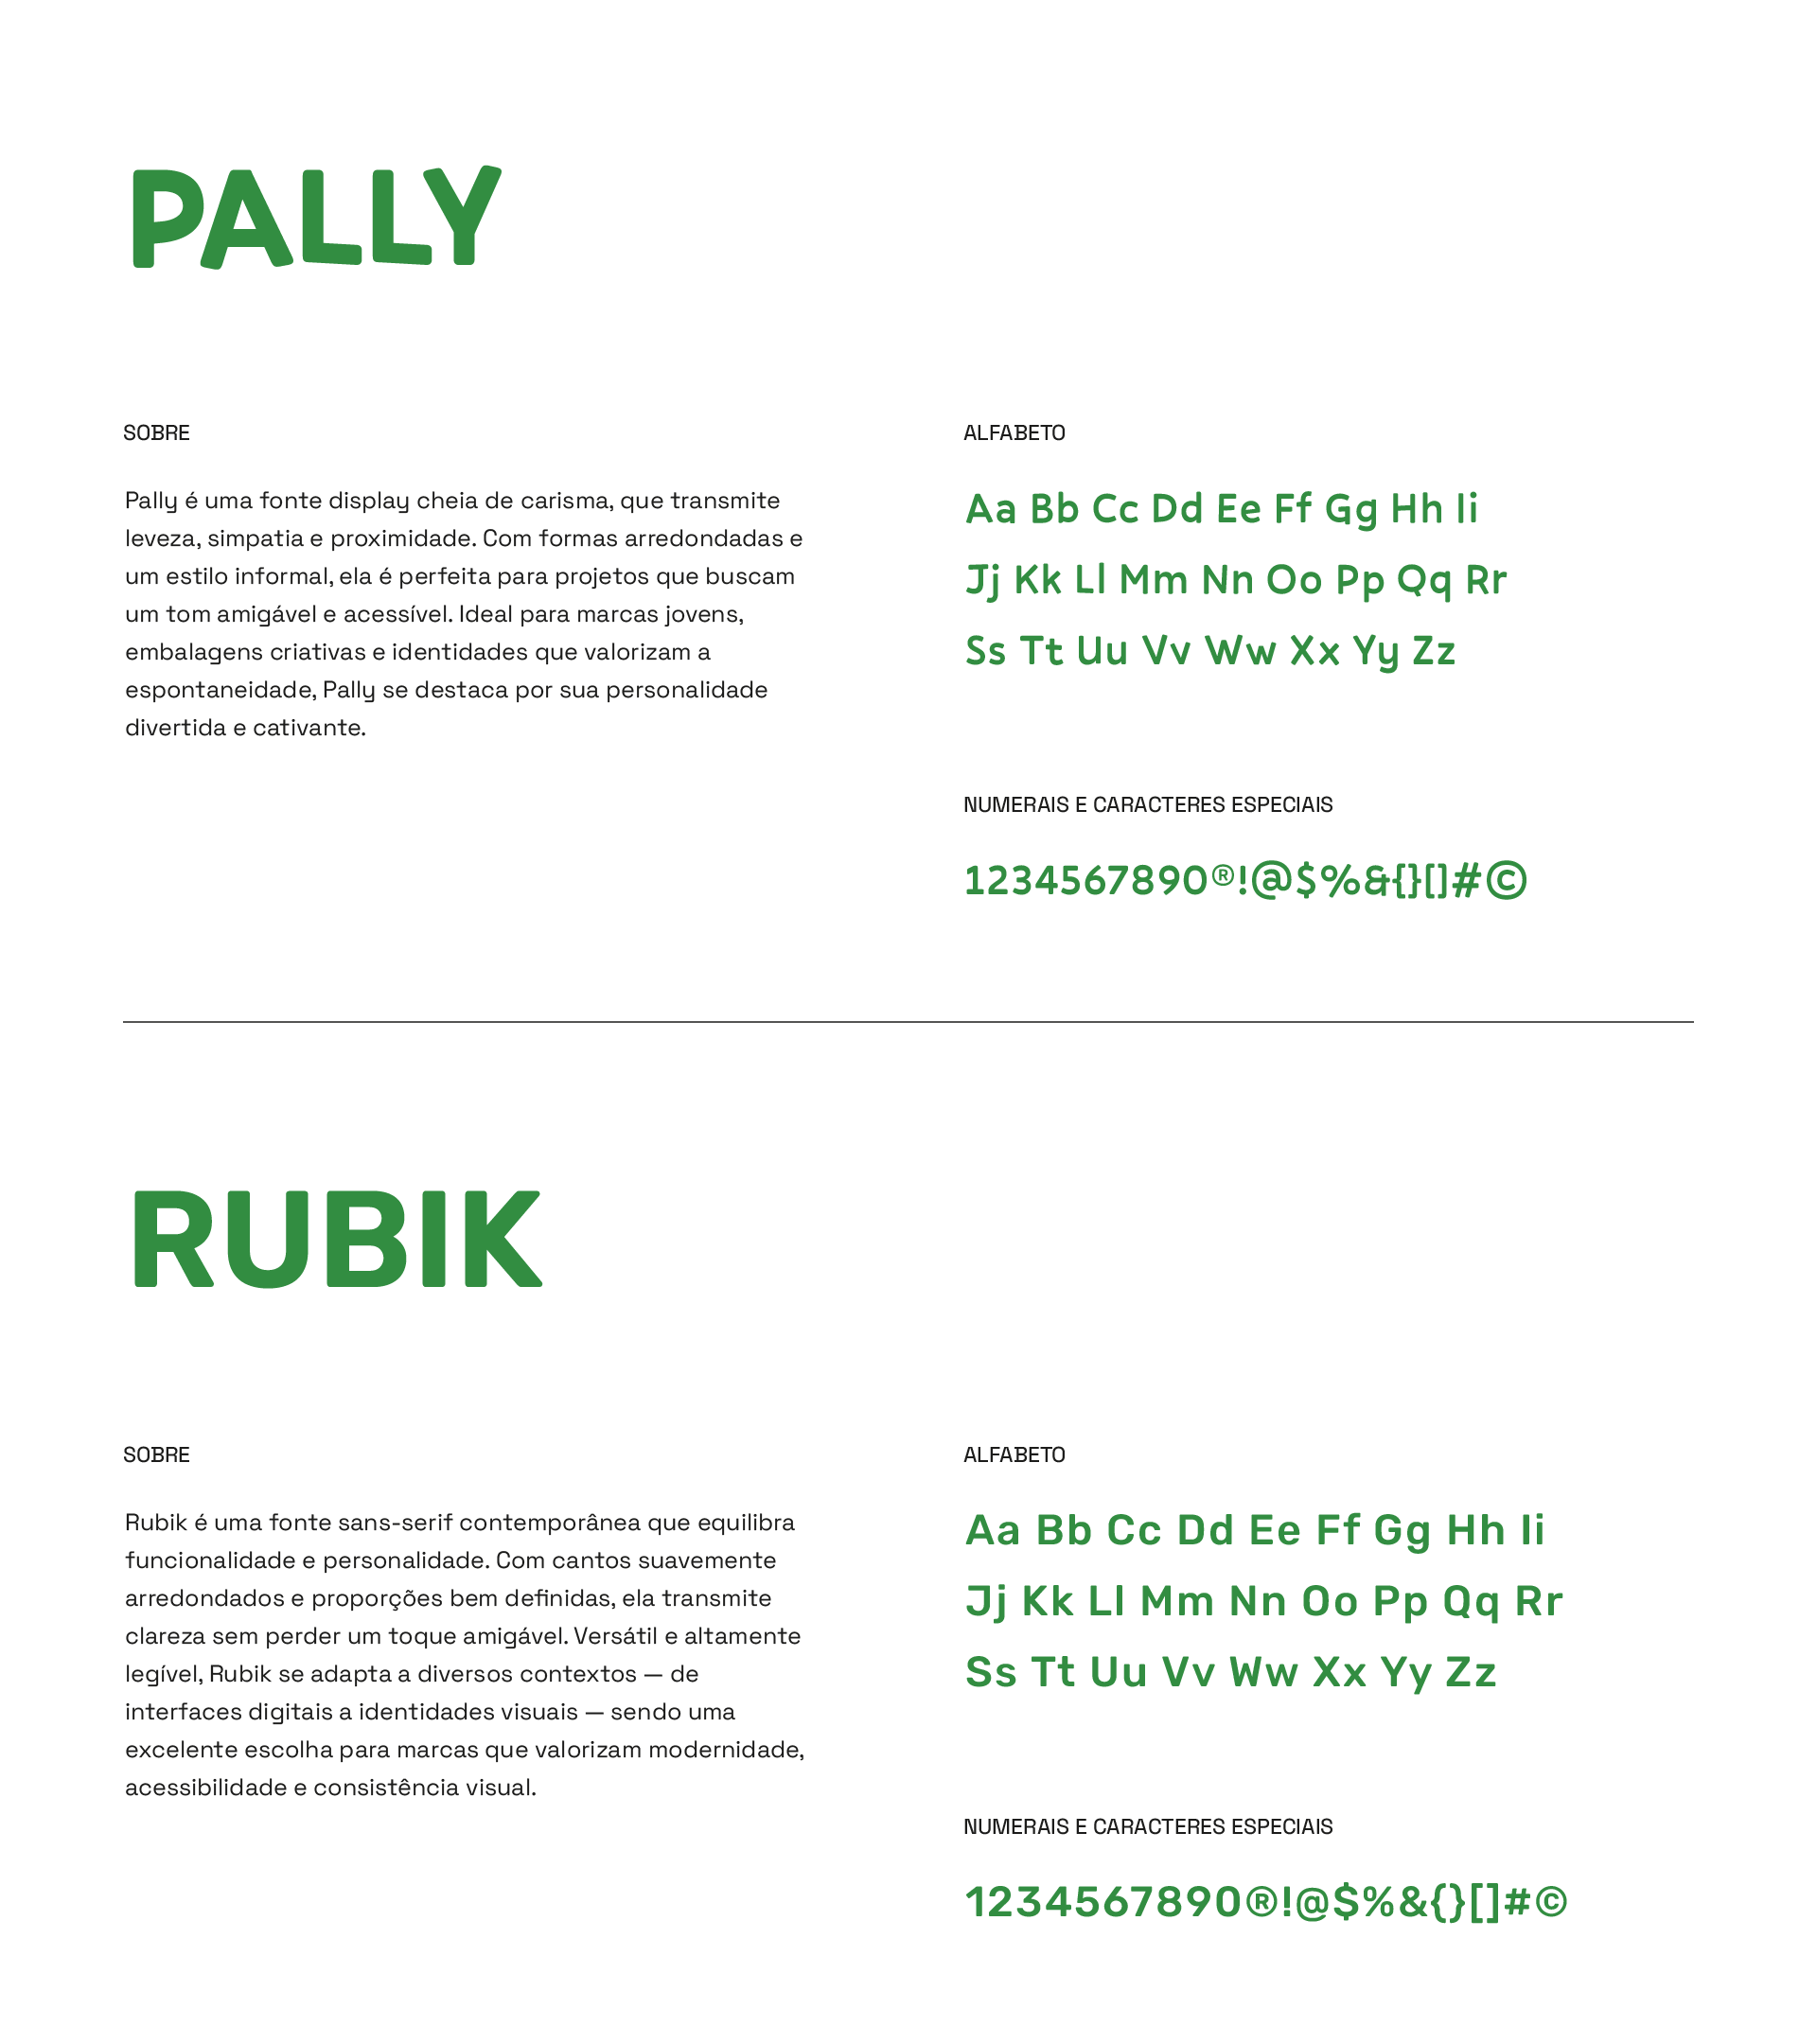 PALLY
SOBRE
Pally é uma fonte display cheia de carisma, que transmite
leveza, simpatia e proximidade. Com formas arredondadas e
um estilo informal, ela é perfeita para projetos que buscam
um tom amigável e acessível. Ideal para marcas jovens,
embalagens criativas e identidades que valorizam a
espontaneidade, Pally se destaca por sua personalidade
divertida e cativante.
ALFABETO
Aa Bb Cc Dd Ee Ff Gg Hh Ii
Jj Kk Ll Mm Nn Oo Pp Qq Rr
Ss Tt Uu Vv Ww Xx Yy Zz
NUMERAIS E CARACTERES ESPECIAIS
1234567890®!@$%&{}[]#©
RUBIK
SOBRE
Rubik é uma fonte sans-serif contemporânea que equilibra
funcionalidade e personalidade. Com cantos suavemente
arredondados e proporções bem definidas, ela transmite
clareza sem perder um toque amigável. Versátil e altamente
legível, Rubik se adapta a diversos contextos — de
interfaces digitais a identidades visuais — sendo uma
excelente escolha para marcas que valorizam modernidade,
acessibilidade e consistência visual.
ALFABETO
Aa Bb Cc Dd Ee Ff Gg Hh Ii
Jj Kk Ll Mm Nn Oo Pp Qq Rr
Ss Tt Uu Vv Ww Xx Yy Zz
NUMERAIS E CARACTERES ESPECIAIS
1234567890®!@$%&{}[]#©